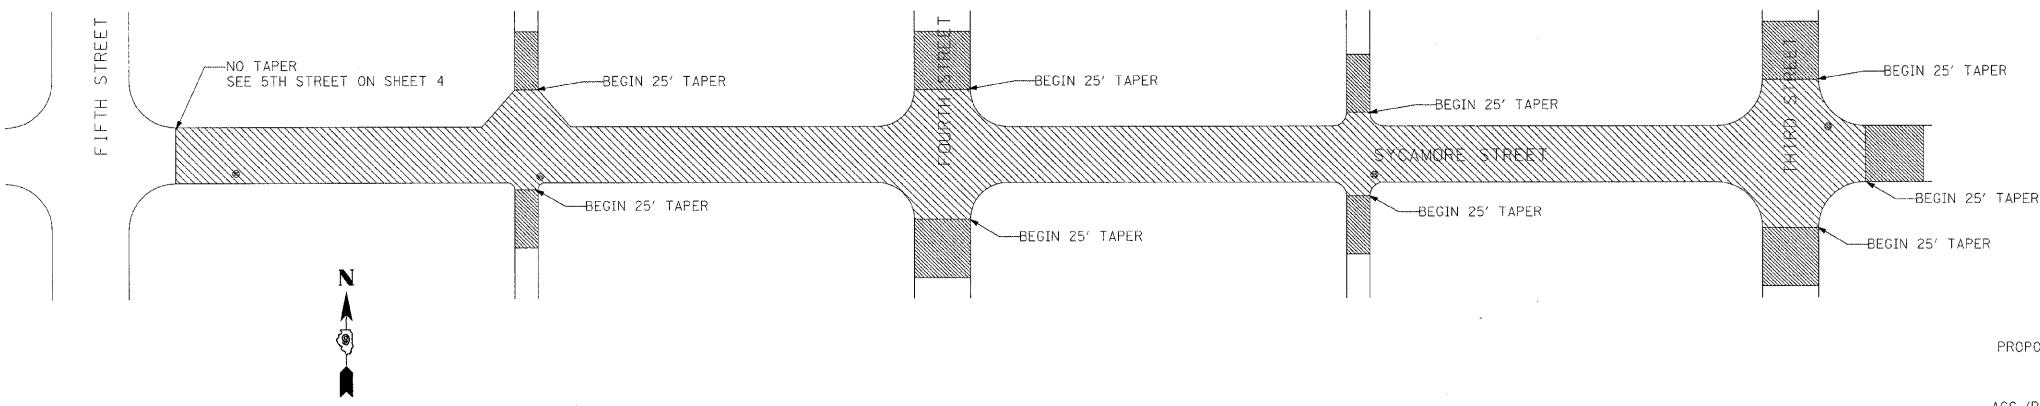 FIFTH STREET
NO TAPER
SEE 5TH STREET ON SHEET 4
BEGIN 25' TAPER
BEGIN 25' TAPER
FOURTH STREET
BEGIN 25' TAPER
BEGIN 25' TAPER
BEGIN 25' TAPER
BEGIN 25' TAPER
SYCAMORE STREET
THIRD STREET
BEGIN 25' TAPER
BEGIN 25' TAPER
BEGIN 25' TAPER
N
PROPO